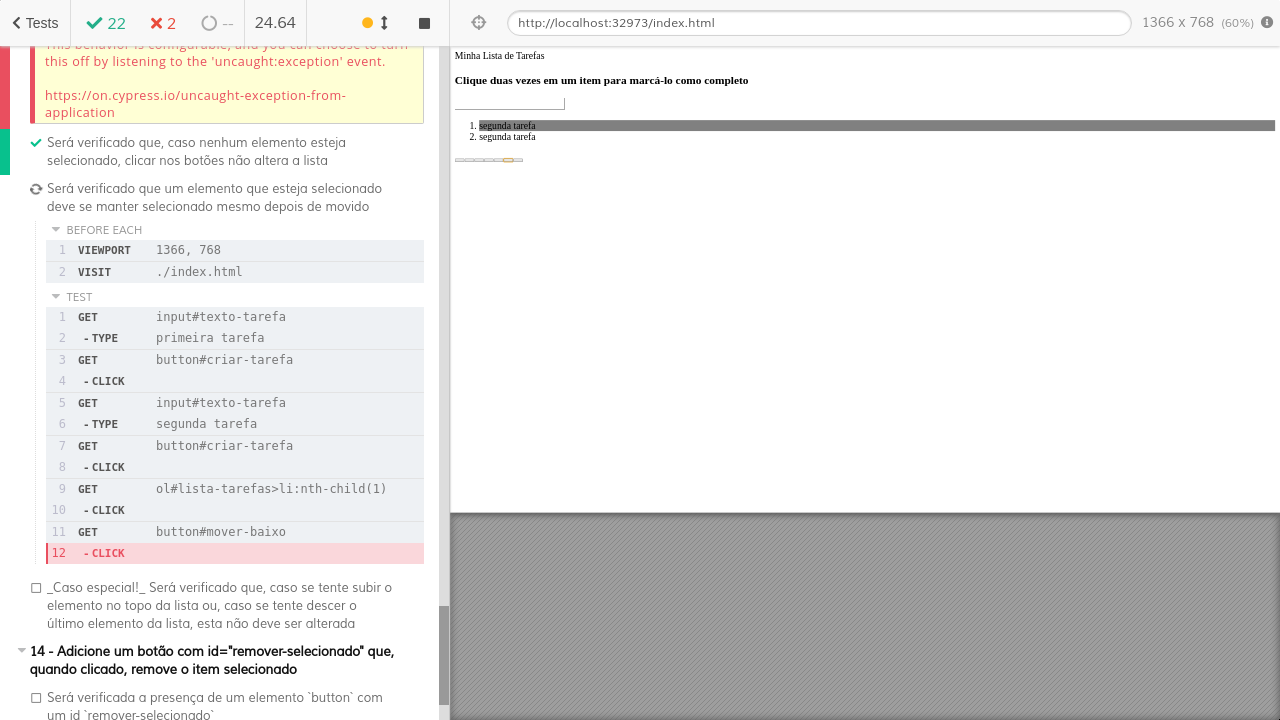 Tests
22
2
--
24.64
http://localhost:32973/index.html
1366 x 768 (60%)
This behavior is configurable, and you can choose to turn
this off by listening to the 'uncaught:exception' event.
https://on.cypress.io/uncaught-exception-from-
application
Será verificado que, caso nenhum elemento esteja
selecionado, clicar nos botões não altera a lista
Será verificado que um elemento que esteja selecionado
deve se manter selecionado mesmo depois de movido
BEFORE EACH
1 VIEWPORT 1366, 768
2 VISIT ./index.html
TEST
1 GET input#texto-tarefa
2 - TYPE primeira tarefa
3 GET button#criar-tarefa
4 - CLICK
5 GET input#texto-tarefa
6 - TYPE segunda tarefa
7 GET button#criar-tarefa
8 - CLICK
9 GET ol#lista-tarefas>li:nth-child(1)
10 - CLICK
11 GET button#mover-baixo
12 - CLICK
_Caso especial!_ Será verificado que, caso se tente subir o
elemento no topo da lista ou, caso se tente descer o
último elemento da lista, esta não deve ser alterada
14 - Adicione um botão com id="remover-selecionado" que,
quando clicado, remove o item selecionado
Será verificada a presença de um elemento `button` com
um id `remover-selecionado`
Minha Lista de Tarefas
Clique duas vezes em um item para marcá-lo como completo
1. segunda tarefa
2. segunda tarefa